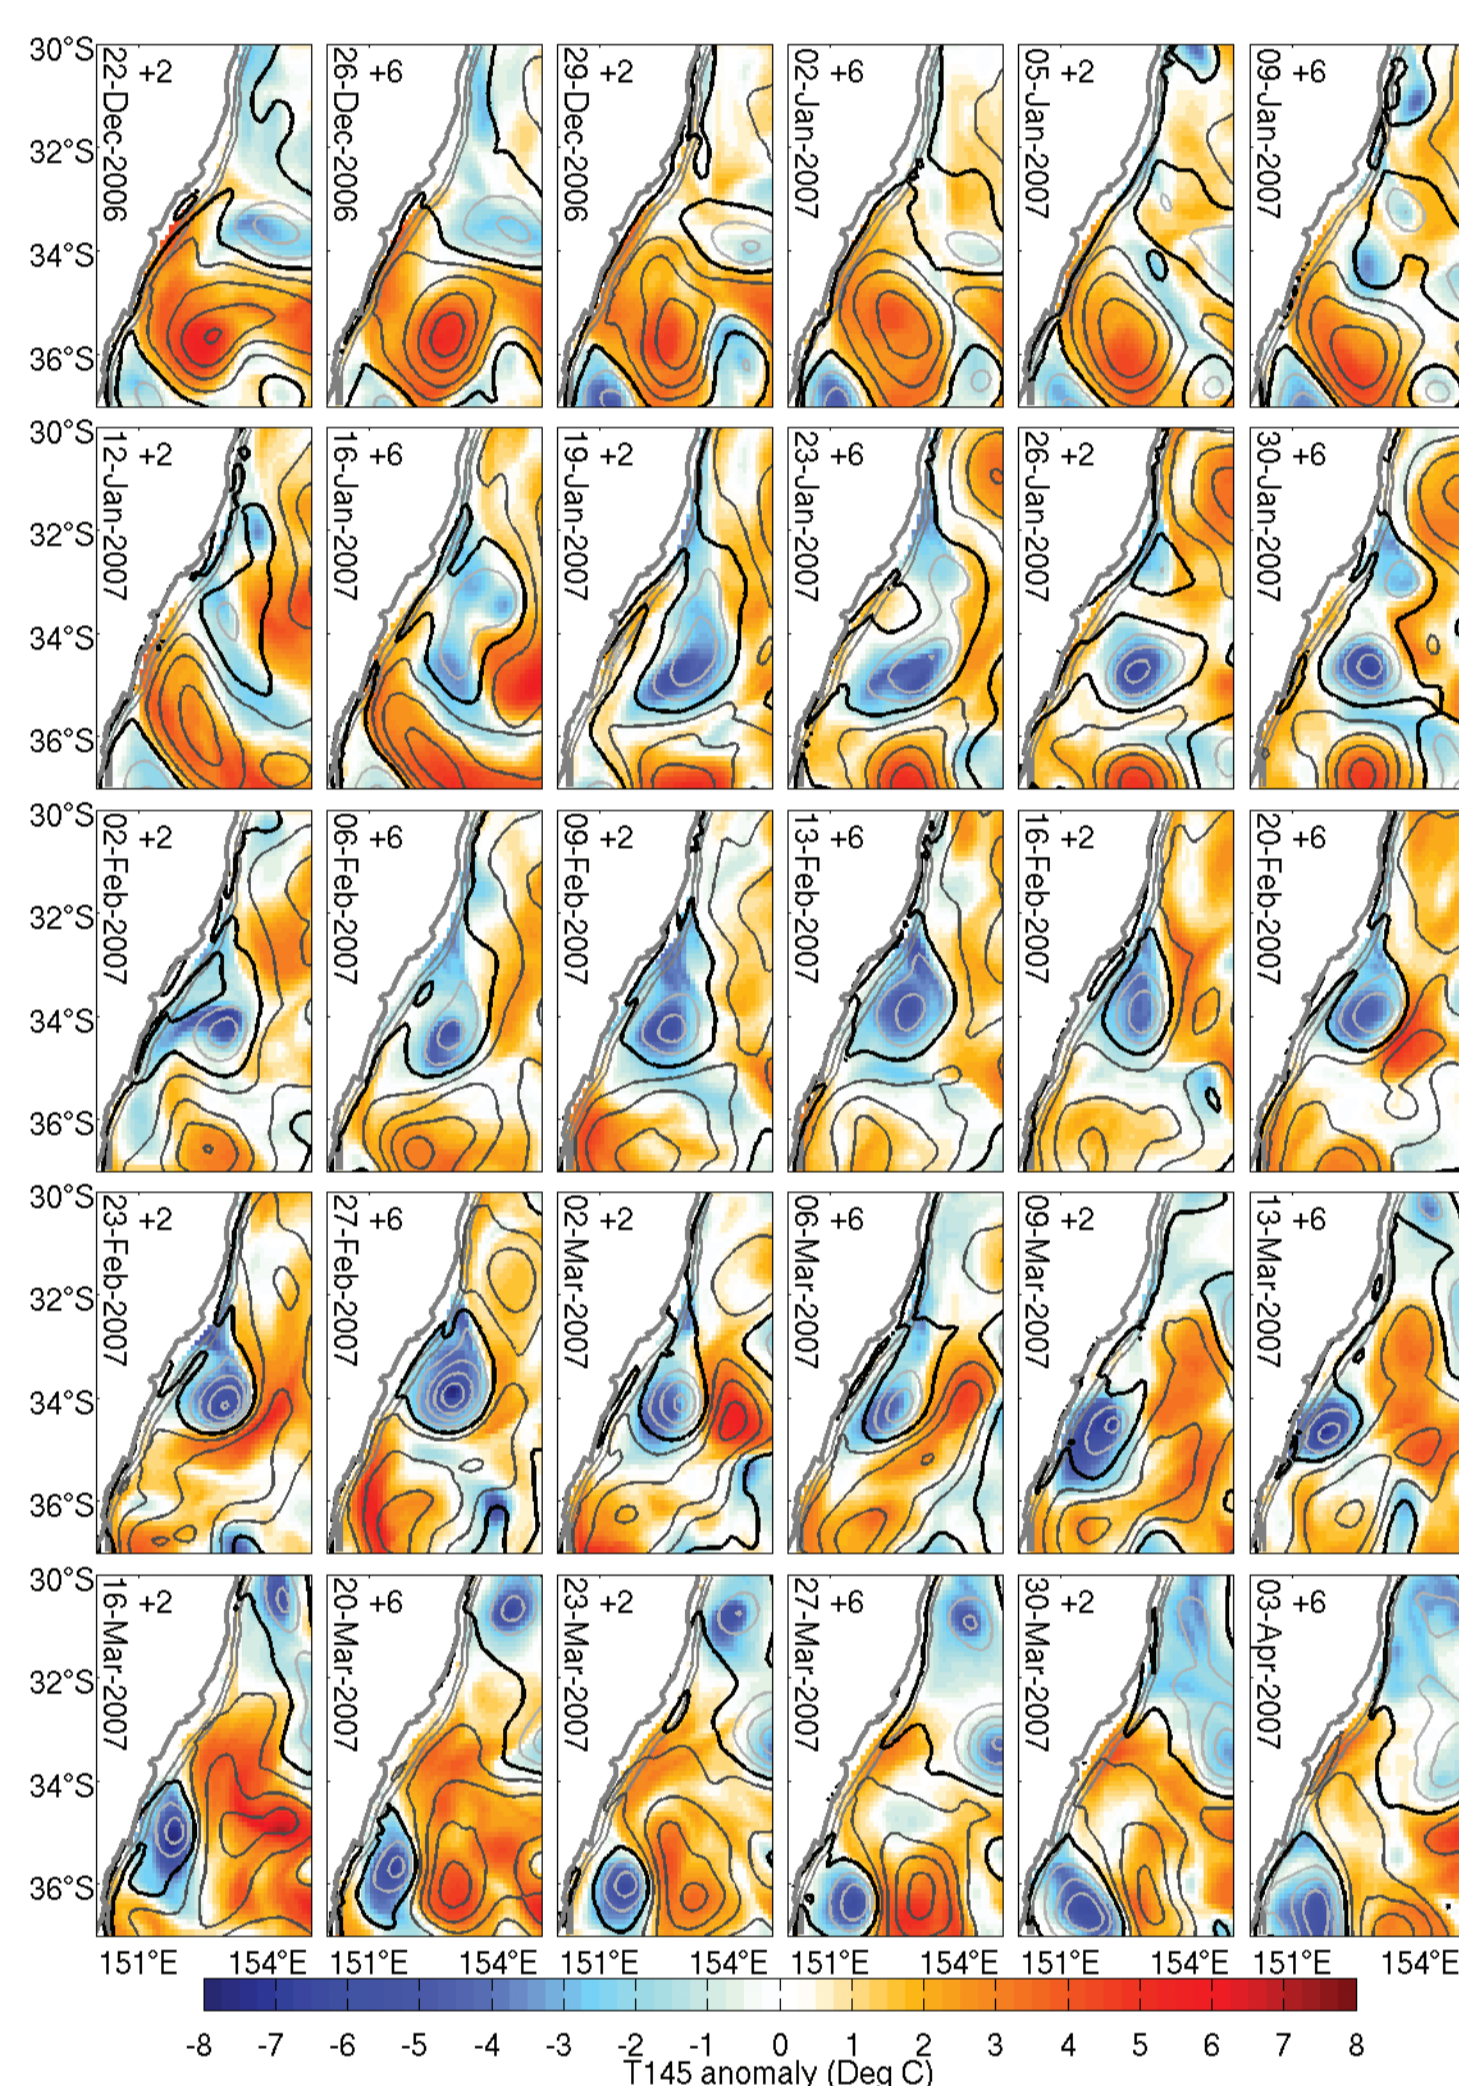 30°S 22-Dec-2006 +2 26-Dec-2006 +6 29-Dec-2006 +2 02-Jan-2007 +6 05-Jan-2007 +2 09-Jan-2007 +6
32°S
34°S
36°S
30°S 12-Jan-2007 +2 16-Jan-2007 +6 19-Jan-2007 +2 23-Jan-2007 +6 26-Jan-2007 +2 30-Jan-2007 +6
32°S
34°S
36°S
30°S 02-Feb-2007 +2 06-Feb-2007 +6 09-Feb-2007 +2 13-Feb-2007 +6 16-Feb-2007 +2 20-Feb-2007 +6
32°S
34°S
36°S
30°S 23-Feb-2007 +2 27-Feb-2007 +6 02-Mar-2007 +2 06-Mar-2007 +6 09-Mar-2007 +2 13-Mar-2007 +6
32°S
34°S
36°S
30°S 16-Mar-2007 +2 20-Mar-2007 +6 23-Mar-2007 +2 27-Mar-2007 +6 30-Mar-2007 +2 03-Apr-2007 +6
32°S
34°S
36°S
151°E 154°E 151°E 154°E 151°E 154°E 151°E 154°E 151°E 154°E 151°E 154°E
-8 -7 -6 -5 -4 -3 -2 -1 0 1 2 3 4 5 6 7 8
T145 anomaly (Deg C)